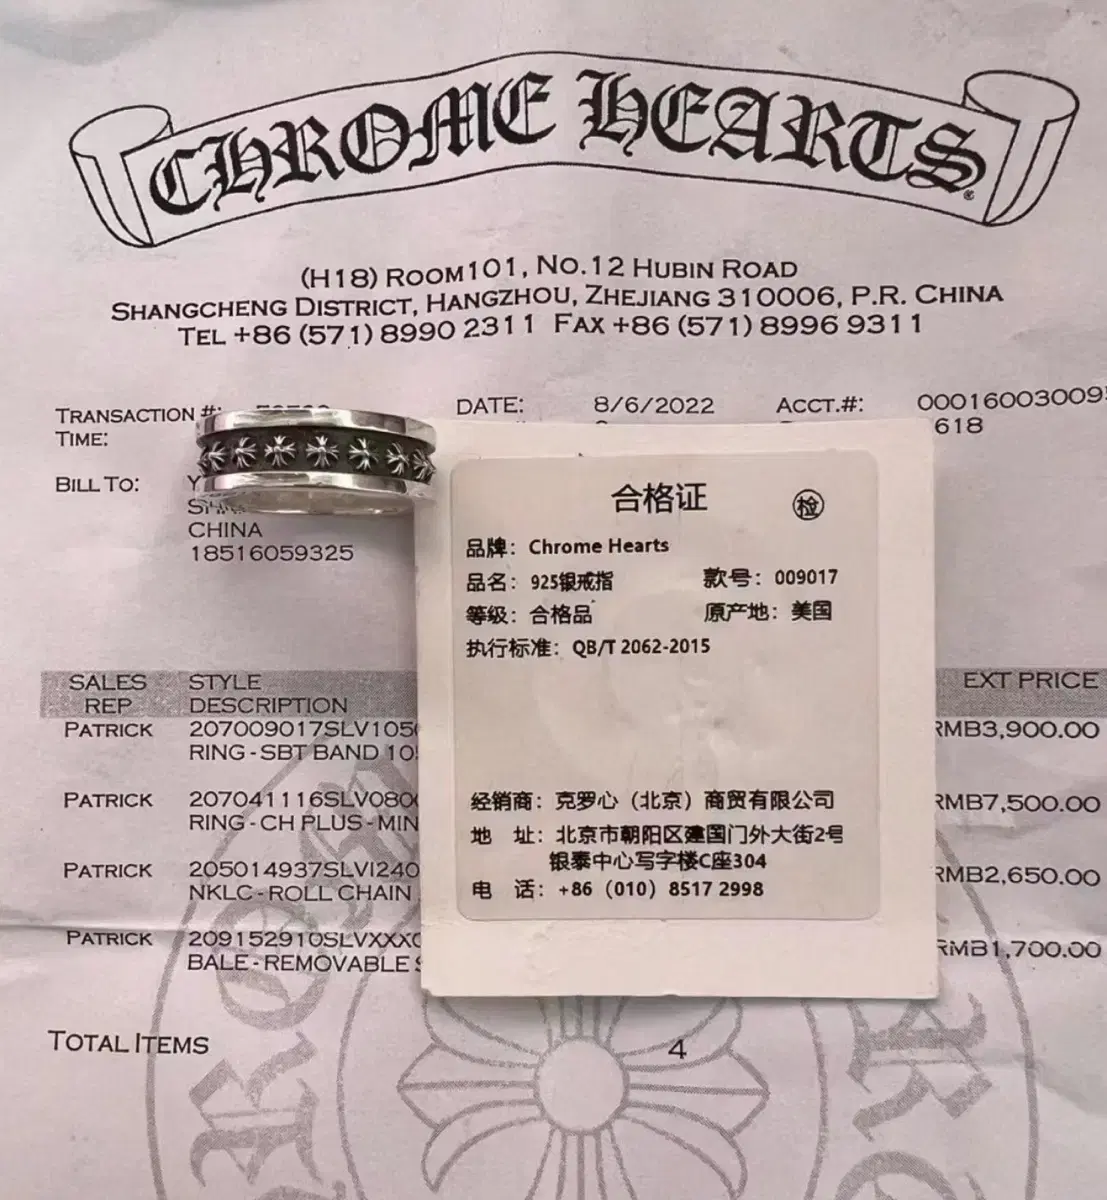 CHROME HEARTS®
(H18) ROOM101, NO.12 HUBIN ROAD
SHANGCHENG DISTRICT, HANGZHOU, ZHEJIANG 310006, P.R. CHINA
TEL +86 (571) 8990 2311 FAX +86 (571) 8996 9311
TRANSACTION #: DATE: 8/6/2022 ACCT.#: 00016003009
TIME: 618
BILL TO:
CHINA
18516059325
合格证 检
品牌：Chrome Hearts
品名：925银戒指 款号：009017
等级：合格品 原产地：美国
执行标准：QB/T 2062-2015
经销商：克罗心（北京）商贸有限公司
地 址：北京市朝阳区建国门外大街2号
银泰中心写字楼C座304
电 话：+86（010）8517 2998
SALES REP STYLE DESCRIPTION EXT PRICE
PATRICK 207009017SLV105 RMB3,900.00
RING-SBT BAND 10
PATRICK 207041116SLV080 RMB7,500.00
RING-CH PLUS-MIN
PATRICK 205014937SLVI240 RMB2,650.00
NKLC-ROLL CHAIN
PATRICK 209152910SLVXXX RMB1,700.00
BALE-REMOVABLE
TOTAL ITEMS 4